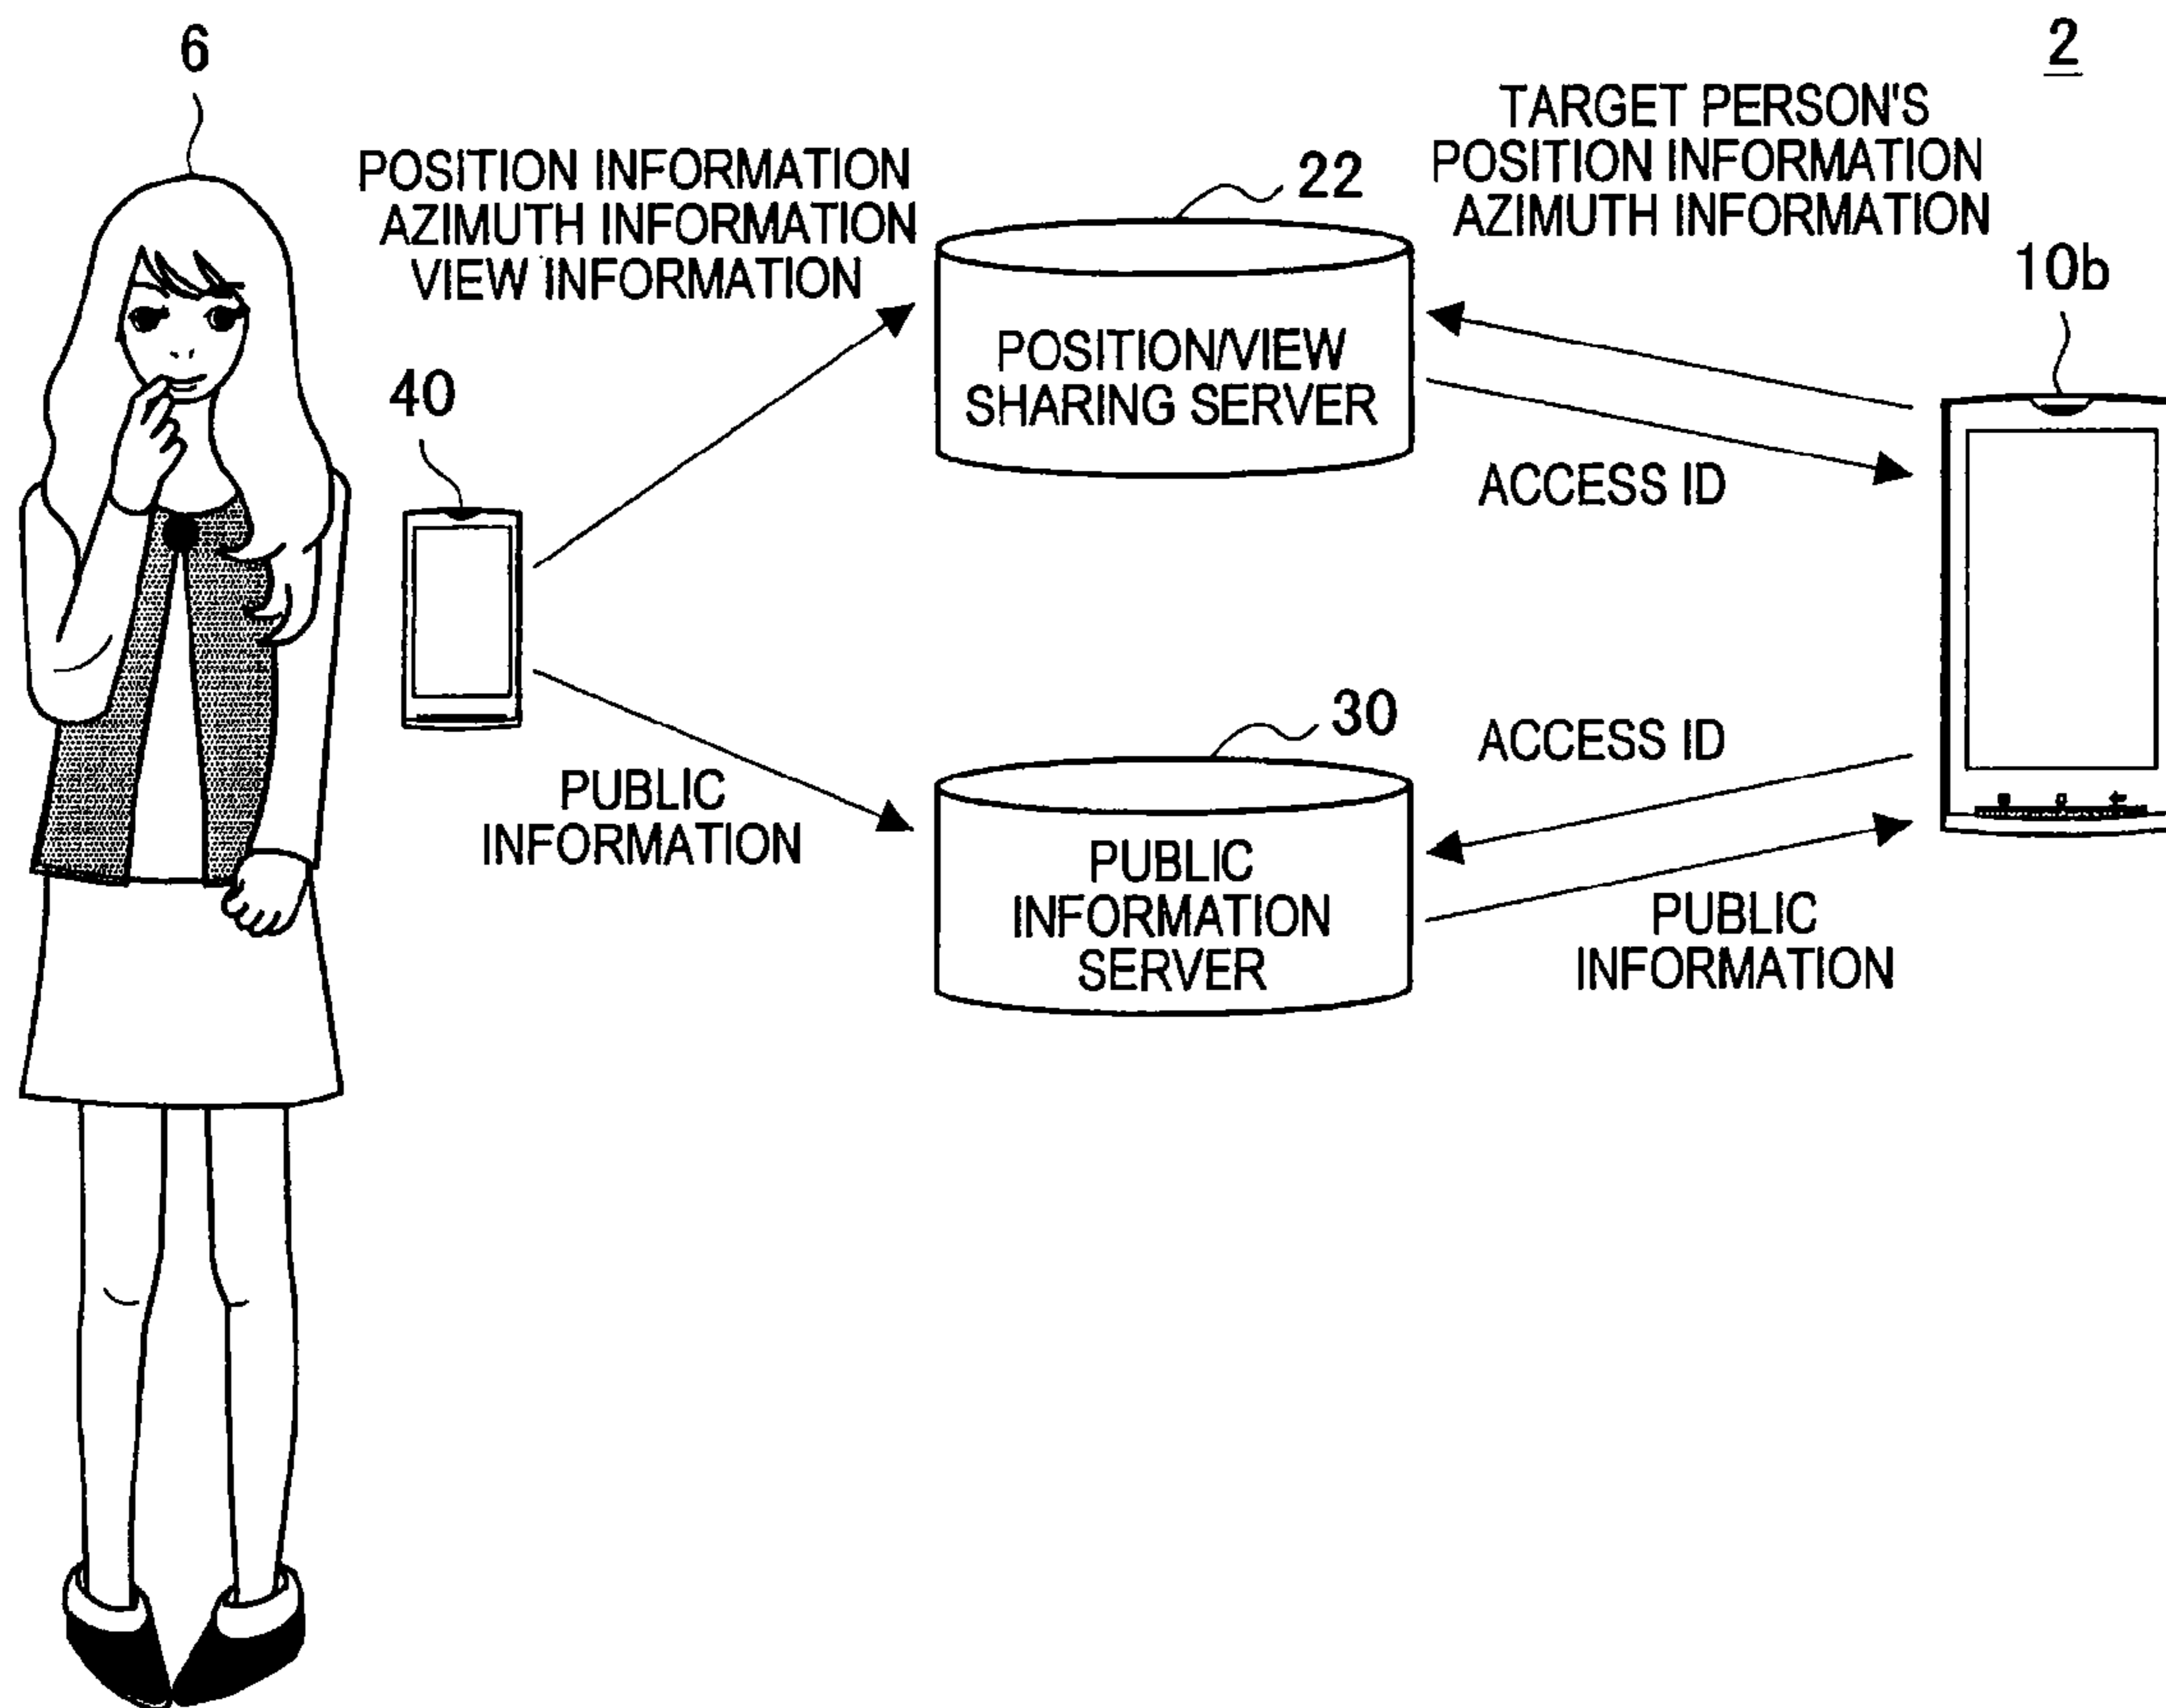 6
2
POSITION INFORMATION
AZIMUTH INFORMATION
VIEW INFORMATION
22
TARGET PERSON'S
POSITION INFORMATION
AZIMUTH INFORMATION
10b
40
POSITION/VIEW
SHARING SERVER
ACCESS ID
30
ACCESS ID
PUBLIC
INFORMATION
PUBLIC
INFORMATION
SERVER
PUBLIC
INFORMATION